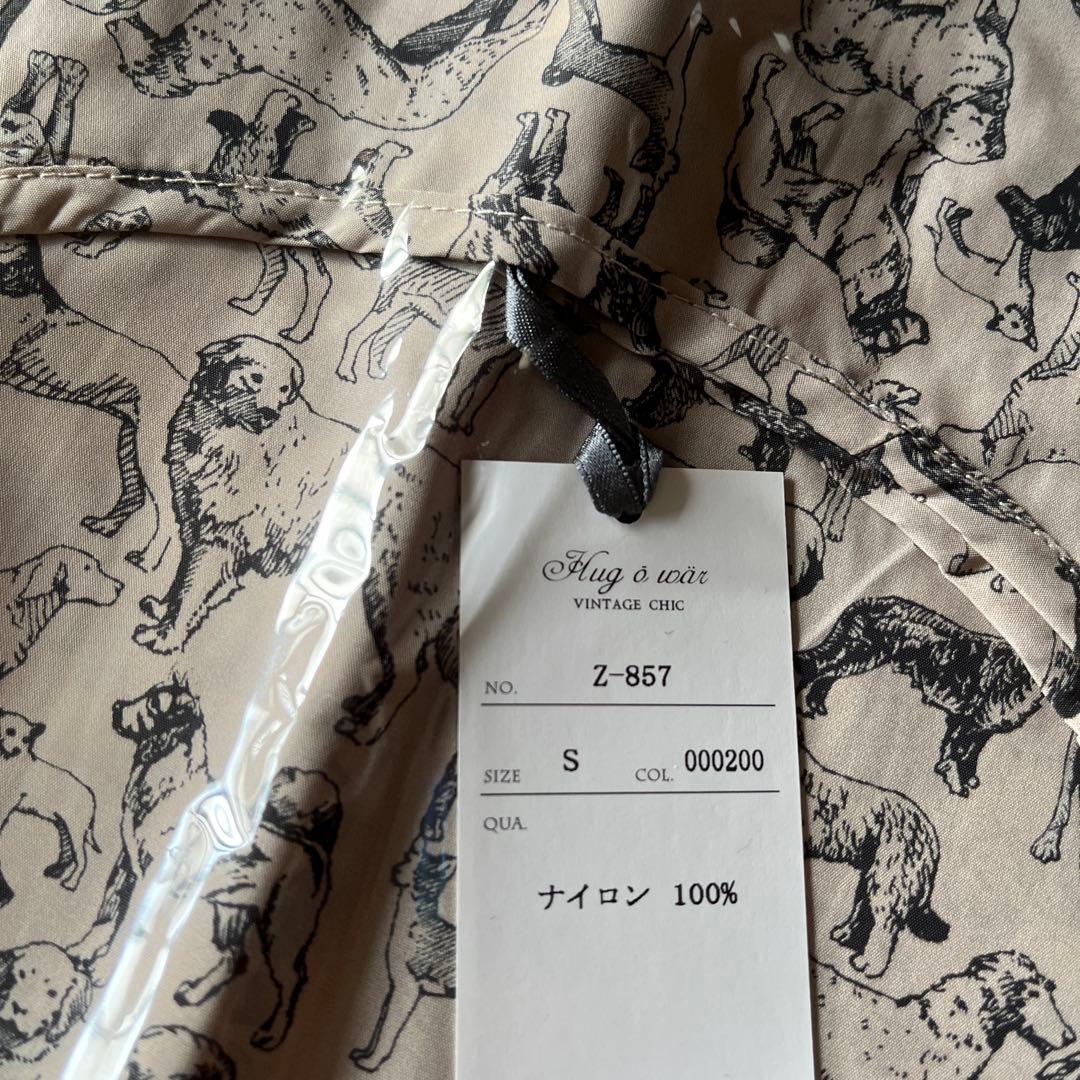 Hug ō wär
VINTAGE CHIC
NO. Z-857
SIZE S COL. 000200
QUA.
ナイロン 100%